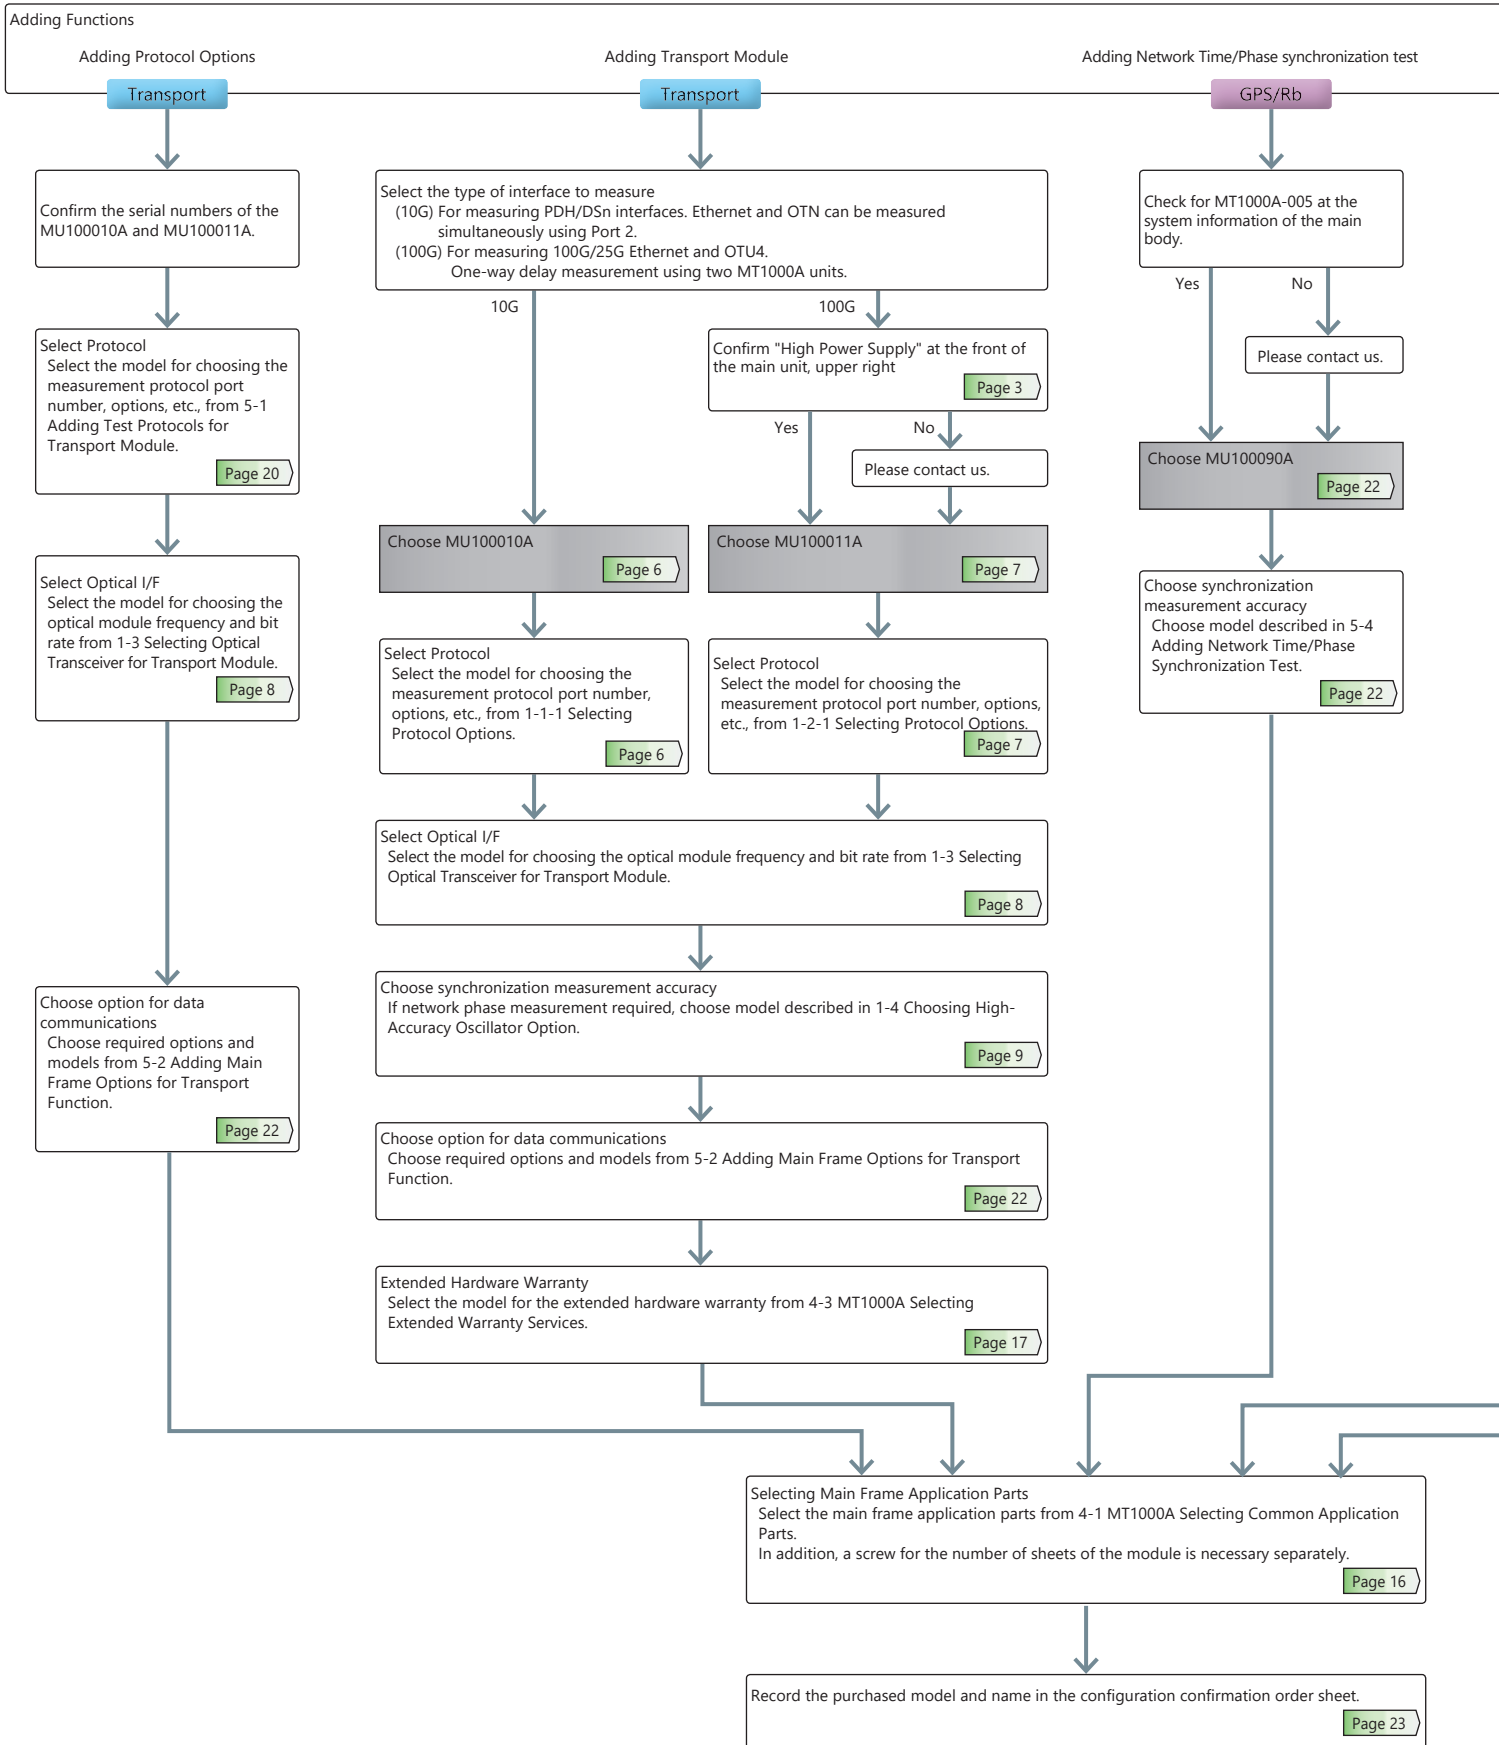 Adding Functions
Adding Protocol Options
Adding Transport Module
Adding Network Time/Phase synchronization test
Transport
Transport
GPS/Rb
Confirm the serial numbers of the
MU100010A and MU100011A.
Select Protocol
Select the model for choosing the
measurement protocol port
number, options, etc., from 5-1
Adding Test Protocols for
Transport Module.
Page 20
Select Optical I/F
Select the model for choosing the
optical module frequency and bit
rate from 1-3 Selecting Optical
Transceiver for Transport Module.
Page 8
Choose option for data
communications
Choose required options and
models from 5-2 Adding Main
Frame Options for Transport
Function.
Page 22
Select the type of interface to measure
(10G) For measuring PDH/DSn interfaces. Ethernet and OTN can be measured
simultaneously using Port 2.
(100G) For measuring 100G/25G Ethernet and OTU4.
One-way delay measurement using two MT1000A units.
10G
100G
Confirm "High Power Supply" at the front of
the main unit, upper right
Page 3
Yes
No
Please contact us.
Choose MU100010A
Page 6
Choose MU100011A
Page 7
Select Protocol
Select the model for choosing the
measurement protocol port number,
options, etc., from 1-1-1 Selecting
Protocol Options.
Page 6
Select Protocol
Select the model for choosing the
measurement protocol port number, options,
etc., from 1-2-1 Selecting Protocol Options.
Page 7
Select Optical I/F
Select the model for choosing the optical module frequency and bit rate from 1-3 Selecting
Optical Transceiver for Transport Module.
Page 8
Choose synchronization measurement accuracy
If network phase measurement required, choose model described in 1-4 Choosing High-
Accuracy Oscillator Option.
Page 9
Choose option for data communications
Choose required options and models from 5-2 Adding Main Frame Options for Transport
Function.
Page 22
Extended Hardware Warranty
Select the model for the extended hardware warranty from 4-3 MT1000A Selecting
Extended Warranty Services.
Page 17
Check for MT1000A-005 at the
system information of the main
body.
Yes
No
Please contact us.
Choose MU100090A
Page 22
Choose synchronization
measurement accuracy
Choose model described in 5-4
Adding Network Time/Phase
Synchronization Test.
Page 22
Selecting Main Frame Application Parts
Select the main frame application parts from 4-1 MT1000A Selecting Common Application
Parts.
In addition, a screw for the number of sheets of the module is necessary separately.
Page 16
Record the purchased model and name in the configuration confirmation order sheet.
Page 23